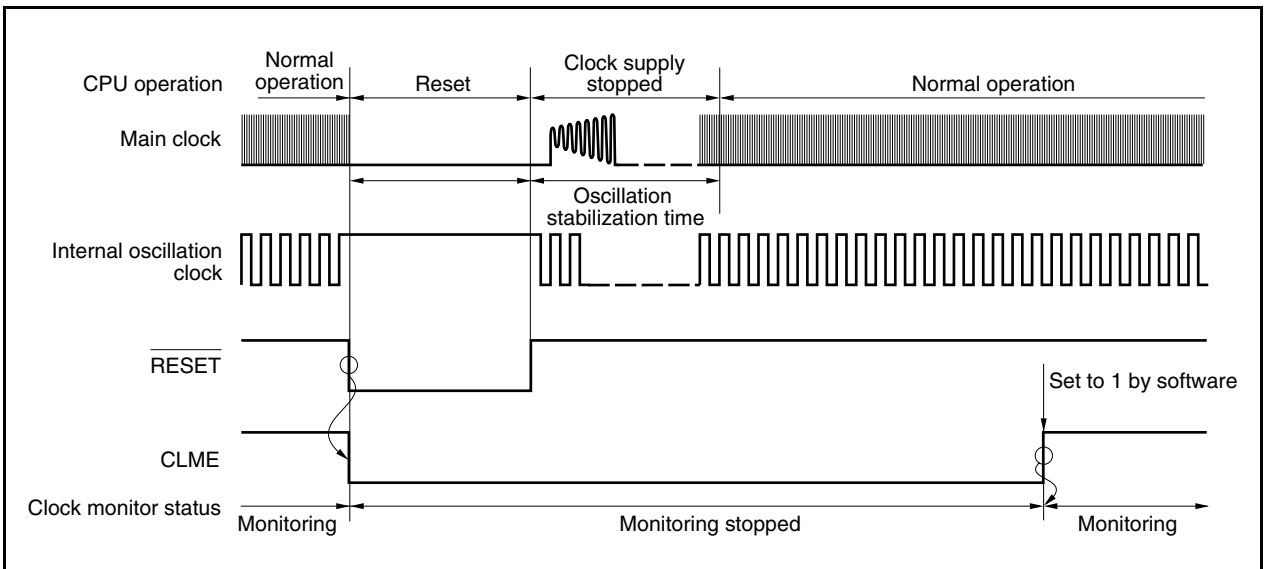 CPU operation
Normal
operation
Reset
Clock supply
stopped
Normal operation
Main clock
Oscillation
stabilization time
Internal oscillation
clock
RESET
Set to 1 by software
CLME
Clock monitor status
Monitoring
Monitoring stopped
Monitoring